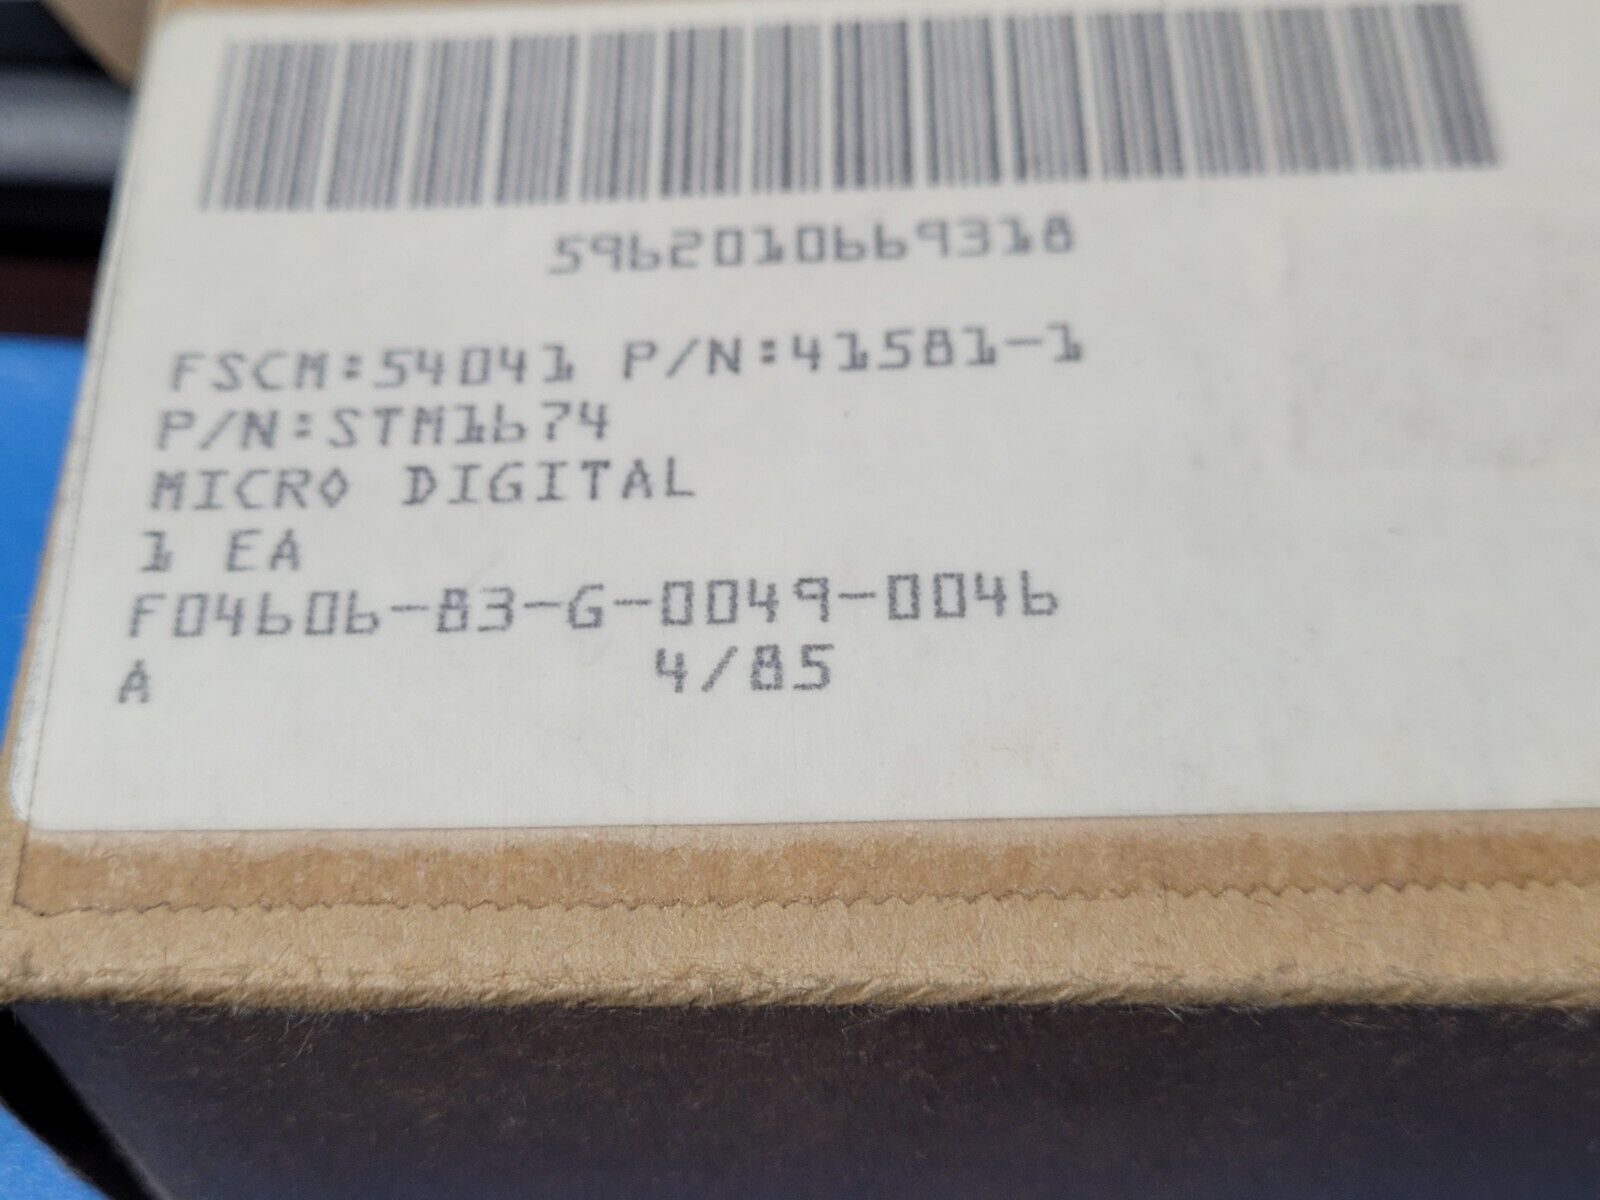 5962010669318
FSCM:54041 P/N:41581-1
P/N:STM1674
MICRO DIGITAL
1 EA
F04606-83-G-0049-0046
A 4/85